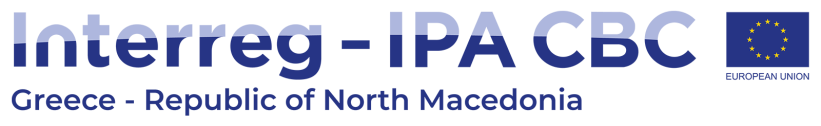 Interreg - IPA CBC
EUROPEAN UNION
Greece - Republic of North Macedonia